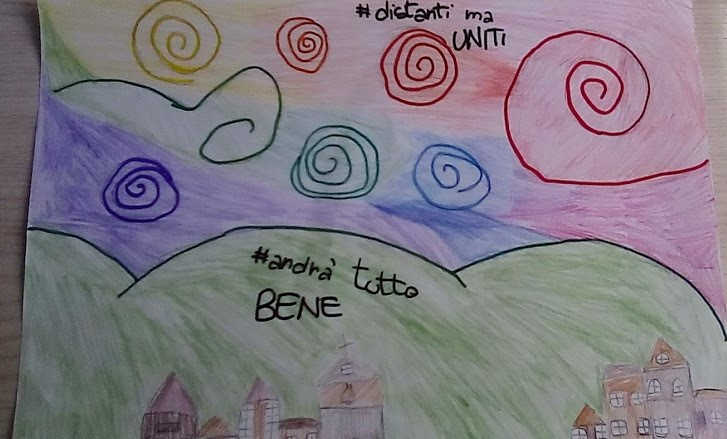 #distanti ma
UNITI
#andrà tutto
BENE